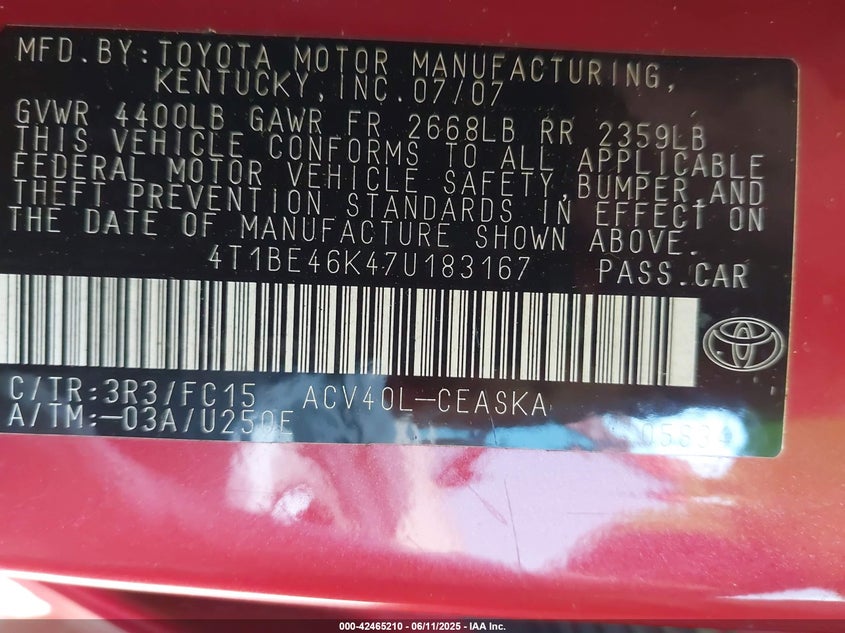 MFD.BY:TOYOTA MOTOR MANUFACTURING,
KENTUCKY,INC.07/07
GVWR 4400LB GAWR FR 2668LB RR 2359LB
THIS VEHICLE CONFORMS TO ALL APPLICABLE
FEDERAL MOTOR VEHICLE SAFETY,BUMPER,AND
THEFT PREVENTION STANDARDS IN EFFECT ON
THE DATE OF MANUFACTURE SHOWN ABOVE.
4T1BE46K47U183167 PASS.CAR
C/TR:3R3/FC15 ACV40L-CEASKA
A/TM:-03A/U250E
000-42465210 - 06/11/2025 - IAA Inc.